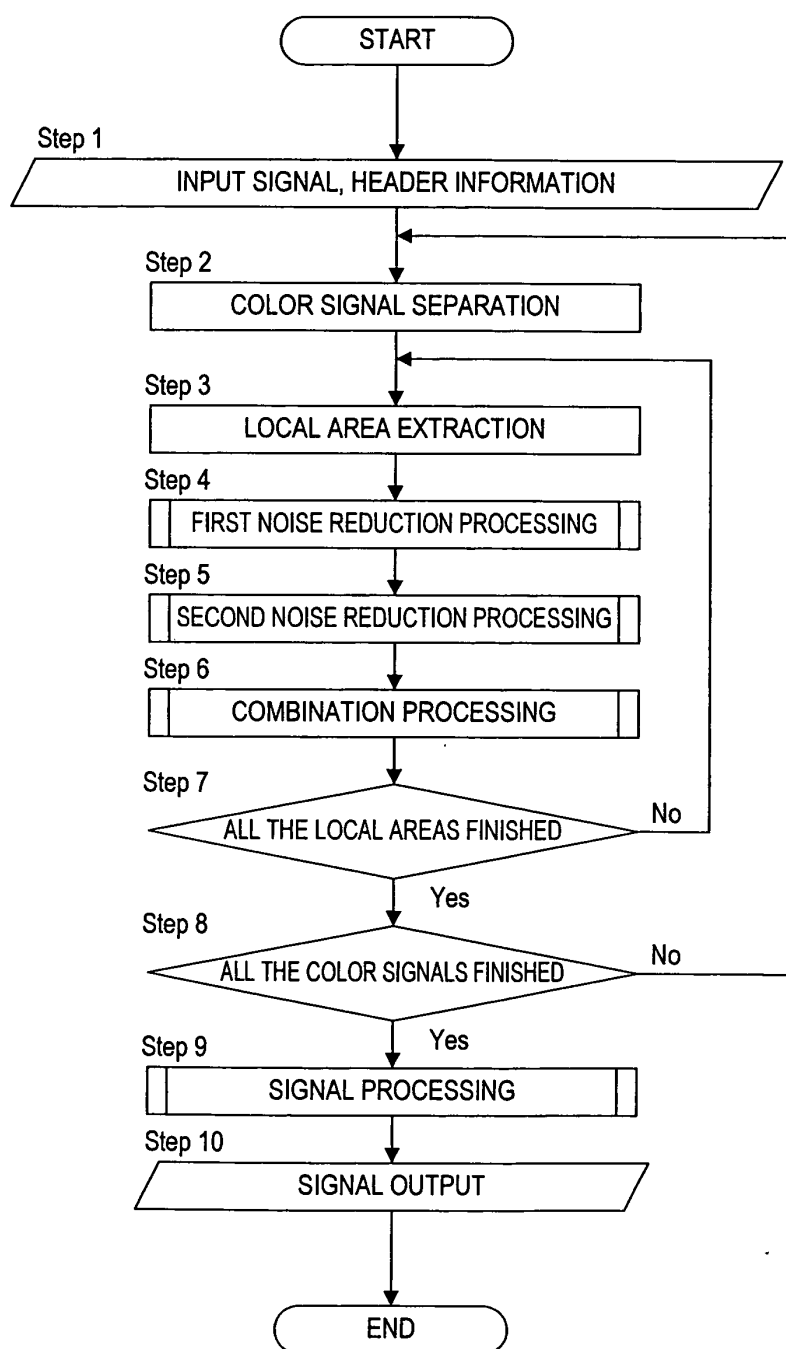 START
Step 1
INPUT SIGNAL, HEADER INFORMATION
Step 2
COLOR SIGNAL SEPARATION
Step 3
LOCAL AREA EXTRACTION
Step 4
FIRST NOISE REDUCTION PROCESSING
Step 5
SECOND NOISE REDUCTION PROCESSING
Step 6
COMBINATION PROCESSING
Step 7
ALL THE LOCAL AREAS FINISHED
No
Yes
Step 8
ALL THE COLOR SIGNALS FINISHED
No
Yes
Step 9
SIGNAL PROCESSING
Step 10
SIGNAL OUTPUT
END